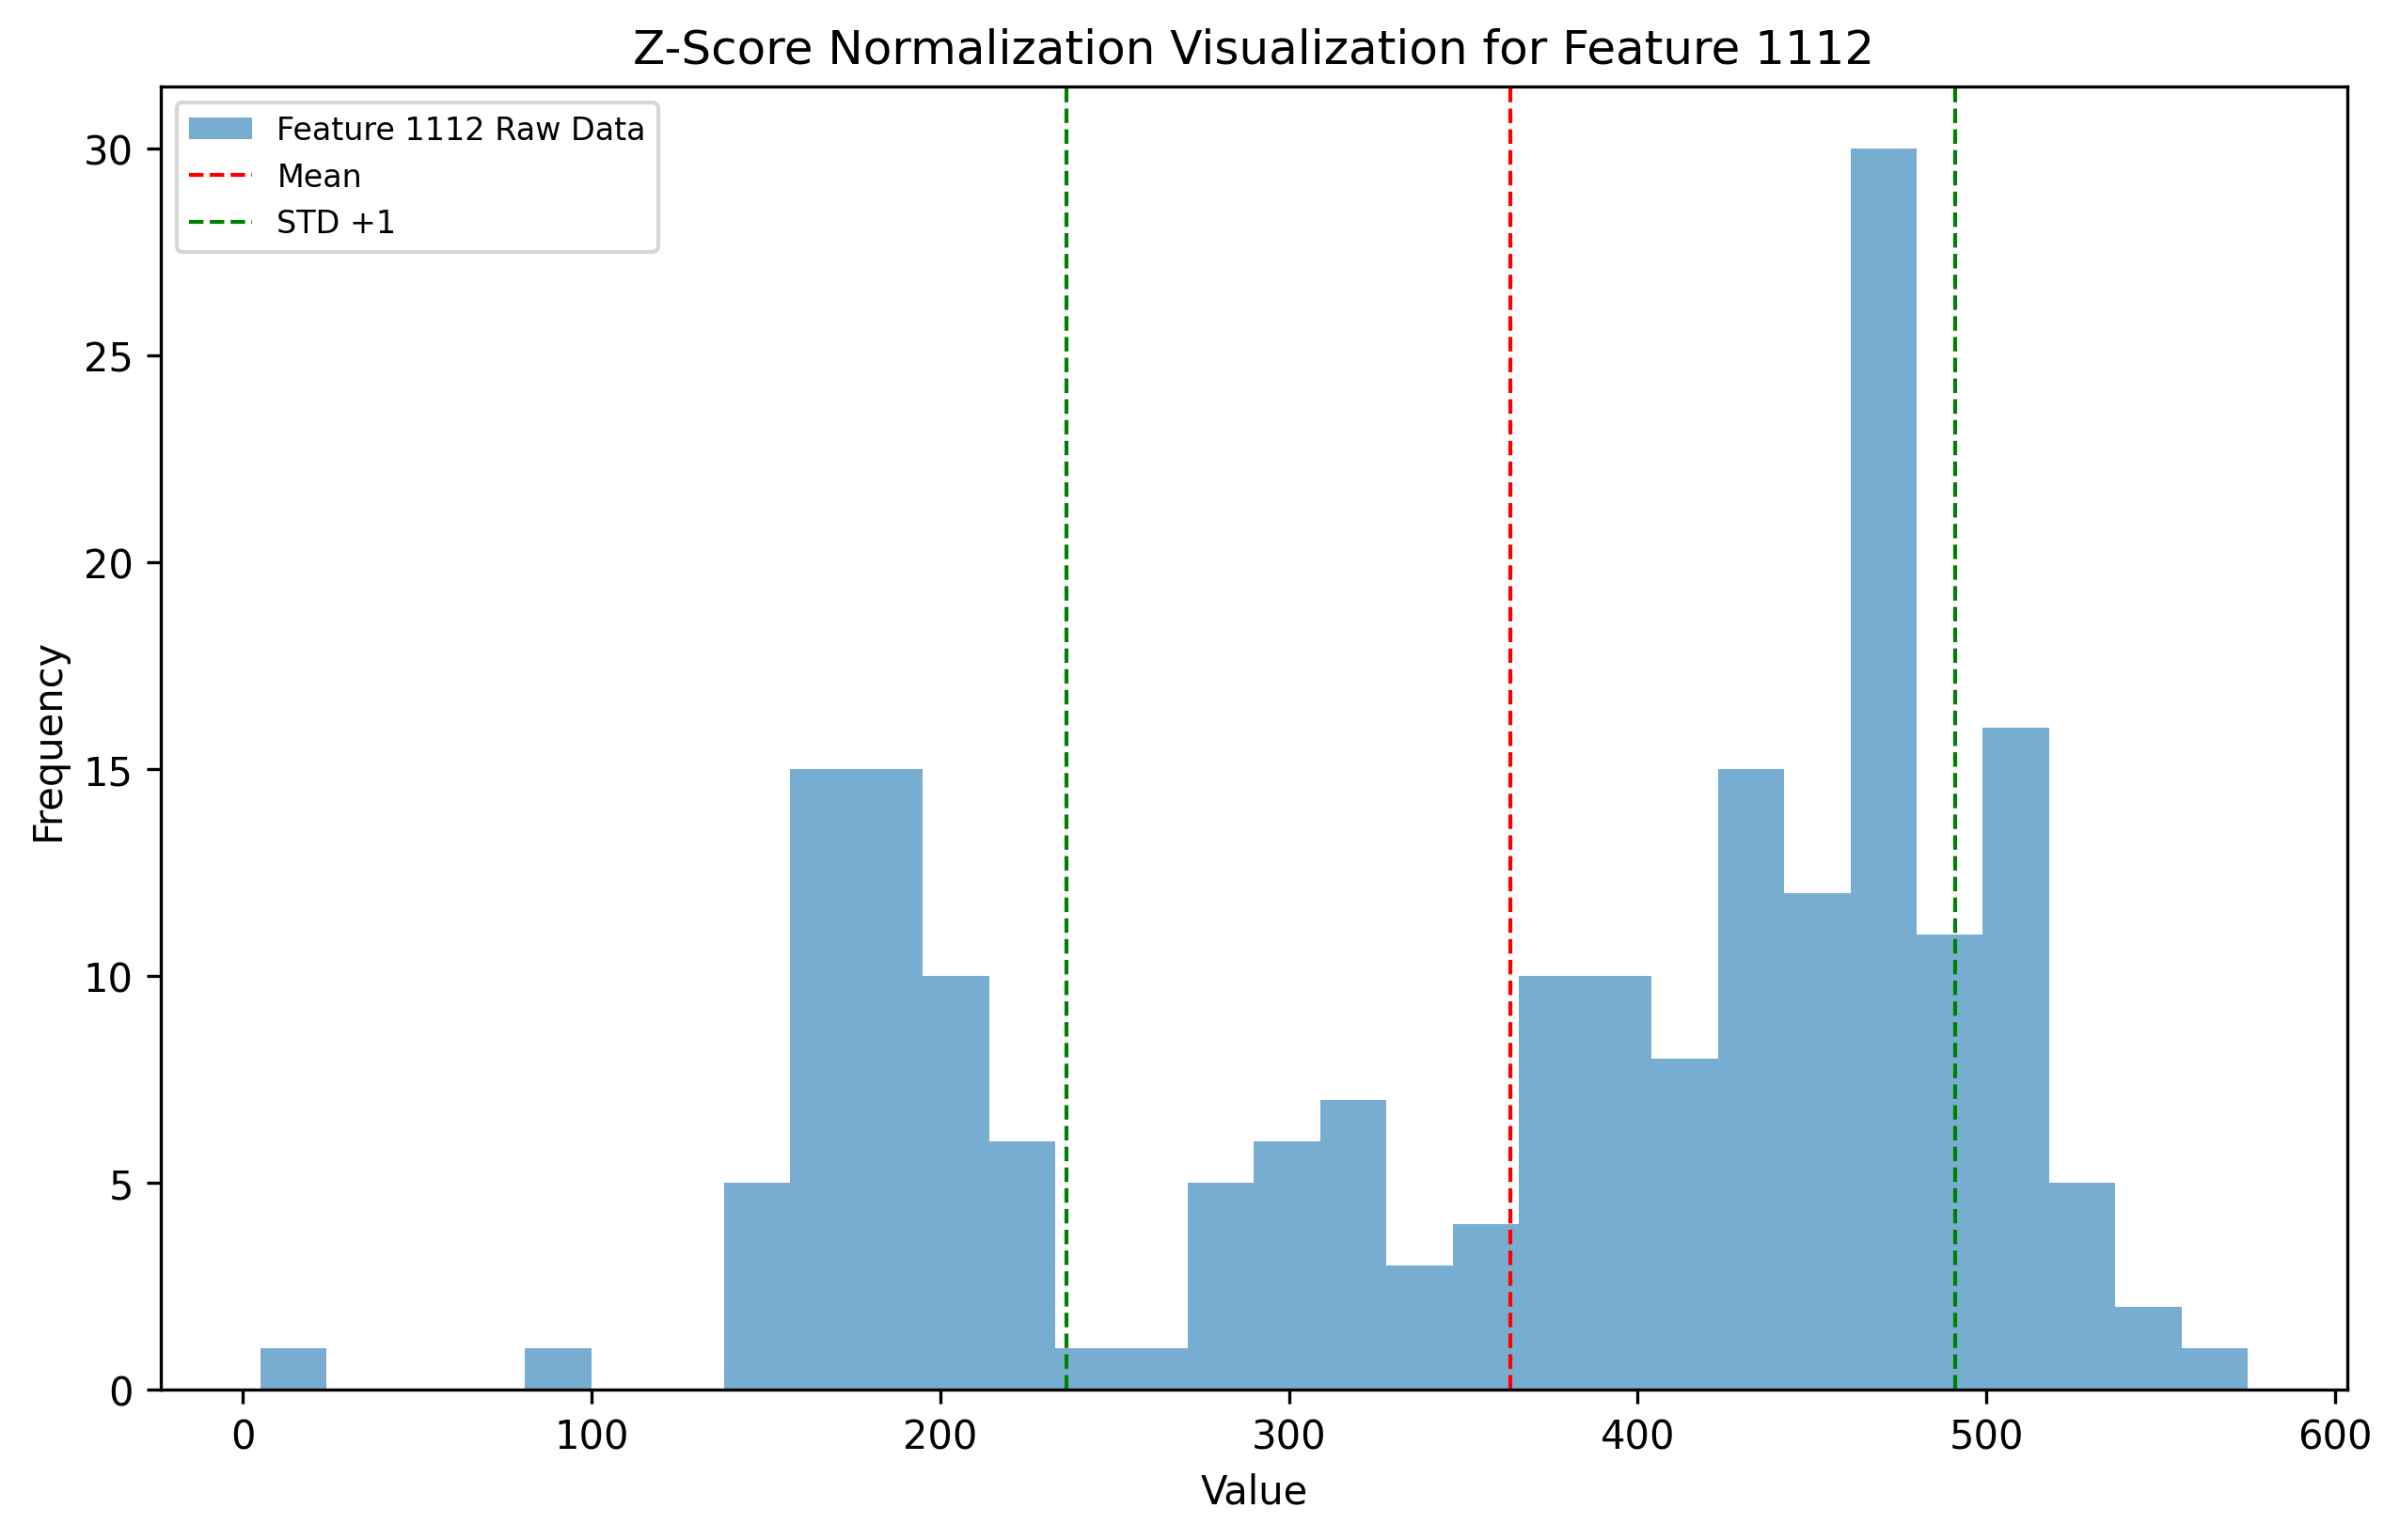 Z-Score Normalization Visualization for Feature 1112
Feature 1112 Raw Data
Mean
STD +1
30
25
20
15
10
5
0
Frequency
0 100 200 300 400 500 600
Value